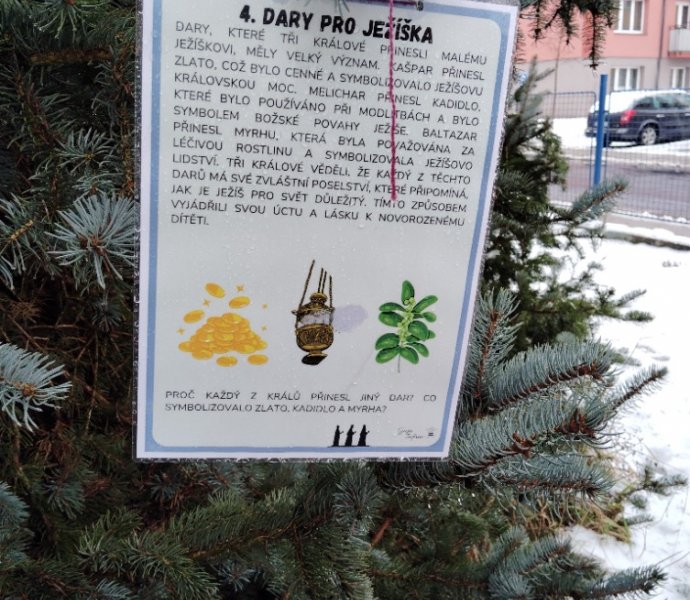 4. DARY PRO JEŽÍŠKA
DARY, KTERÉ TŘI KRÁLOVÉ PŘINESLI MALÉMU
JEŽÍŠKOVI, MĚLY VELKÝ VÝZNAM. KAŠPAR PŘINESL
ZLATO, COŽ BYLO CENNÉ A SYMBOLIZOVALO JEŽÍŠOVU
KRÁLOVSKOU MOC. MELICHAR PŘINESL KADIDLO,
KTERÉ BYLO POUŽÍVÁNO PŘI MODLITBÁCH A BYLO
SYMBOLEM BOŽSKÉ POVAHY JEŽÍŠE. BALTAZAR
PŘINESL MYRHU, KTERÁ BYLA POVAŽOVÁNA ZA
LÉČIVOU ROSTLINU A SYMBOLIZOVALA JEŽÍŠOVO
LIDSTVÍ. TŘI KRÁLOVÉ VĚDĚLI, ŽE KAŽDÝ Z TĚCHTO
DARŮ MÁ SVÉ ZVLÁŠTNÍ POSELSTVÍ, KTERÉ PŘIPOMÍNÁ,
JAK JE JEŽÍŠ PRO SVĚT DŮLEŽITÝ. TÍMTO ZPŮSOBEM
VYJÁDŘILI SVOU ÚCTU A LÁSKU K NOVOROZENÉMU
DÍTĚTI.
PROČ KAŽDÝ Z KRÁLŮ PŘINESL JINÝ DAR? CO
SYMBOLIZOVALO ZLATO, KADIDLO A MYRHA?